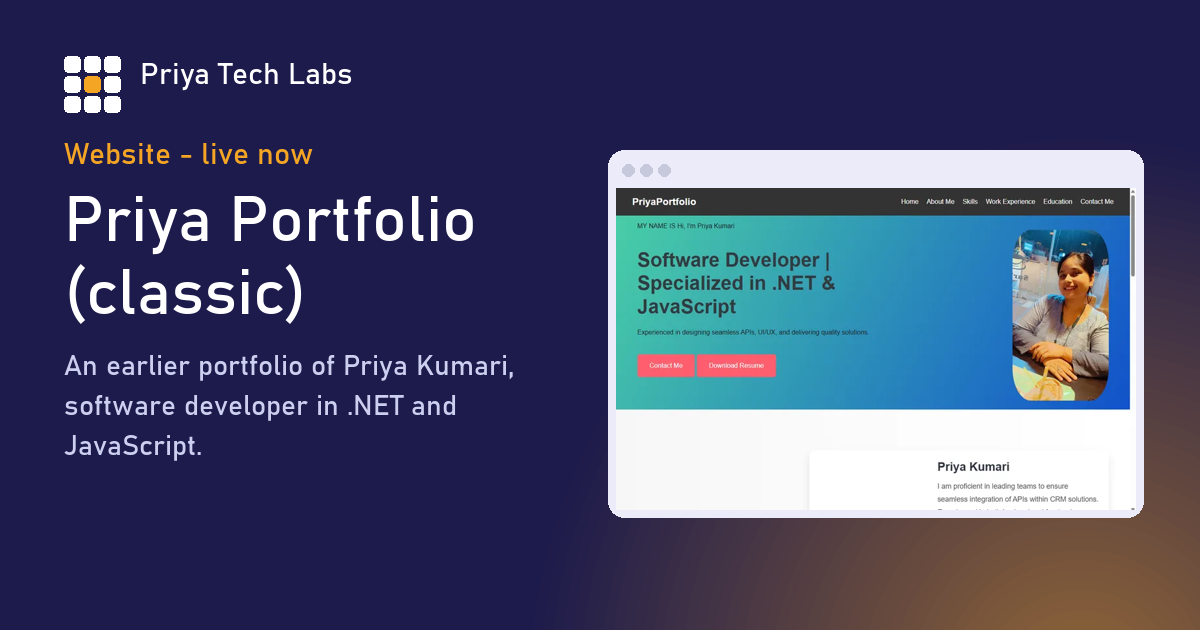 Priya Tech Labs
Website - live now
Priya Portfolio
(classic)
An earlier portfolio of Priya Kumari,
software developer in .NET and
JavaScript.
PriyaPortfolio
Home About Me Skills Work Experience Education Contact Me
MY NAME IS Hi, I'm Priya Kumari
Software Developer |
Specialized in .NET &
JavaScript
Experienced in designing seamless APIs, UI/UX, and delivering quality solutions.
Contact Me Download Resume
Priya Kumari
I am proficient in leading teams to ensure
seamless integration of APIs within CRM solutions.